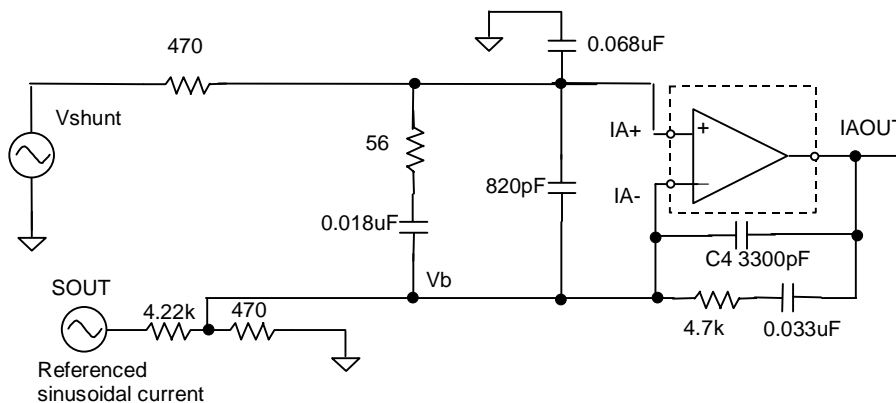 470
0.068uF
Vshunt
IA+
+
IAOUT
56
820pF
IA-
0.018uF
C4 3300pF
Vb
SOUT
4.22k
470
4.7k
0.033uF
Referenced
sinusoidal current